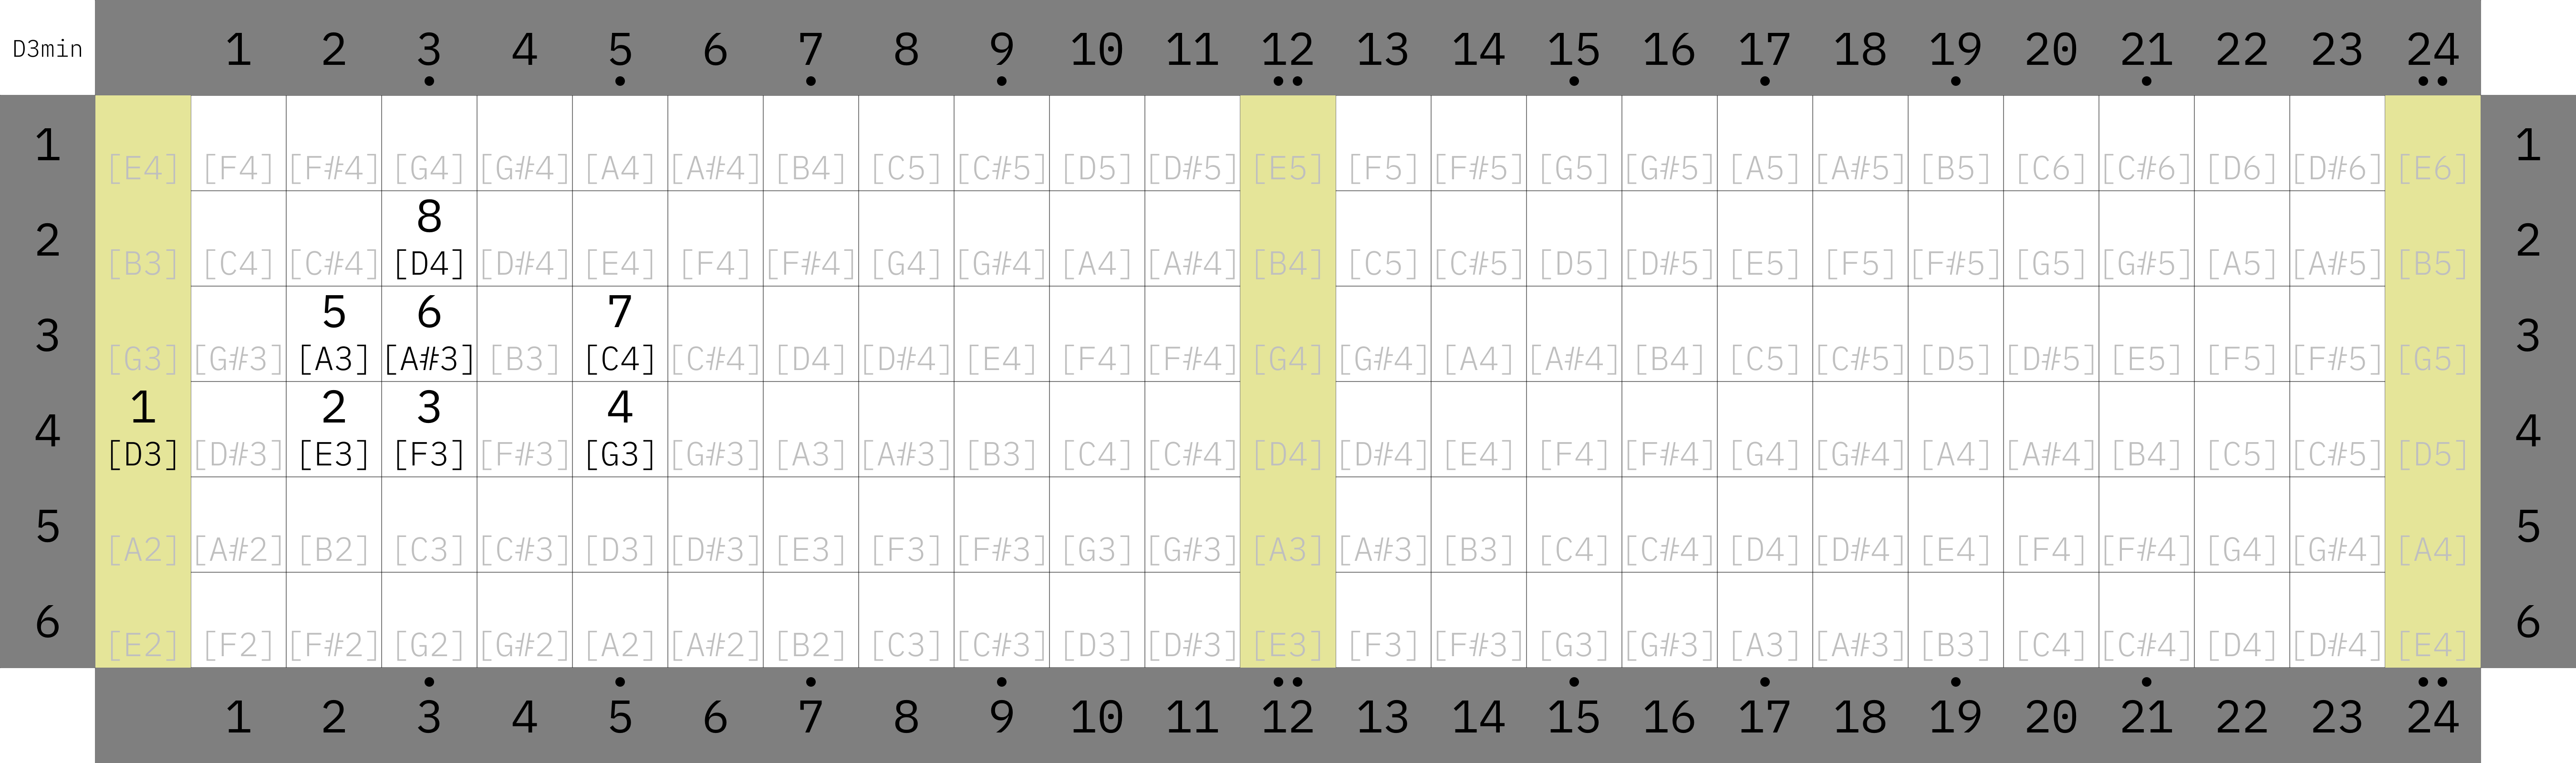 D3min 1 2 3 4 5 6 7 8 9 10 11 12 13 14 15 16 17 18 19 20 21 22 23 24
1 [E4] [F4] [F#4] [G4] [G#4] [A4] [A#4] [B4] [C5] [C#5] [D5] [D#5] [E5] [F5] [F#5] [G5] [G#5] [A5] [A#5] [B5] [C6] [C#6] [D6] [D#6] [E6] 1
8
2 [B3] [C4] [C#4] [D4] [D#4] [E4] [F4] [F#4] [G4] [G#4] [A4] [A#4] [B4] [C5] [C#5] [D5] [D#5] [E5] [F5] [F#5] [G5] [G#5] [A5] [A#5] [B5] 2
5 6 7
3 [G3] [G#3] [A3] [A#3] [B3] [C4] [C#4] [D4] [D#4] [E4] [F4] [F#4] [G4] [G#4] [A4] [A#4] [B4] [C5] [C#5] [D5] [D#5] [E5] [F5] [F#5] [G5] 3
1 2 3 4
4 [D3] [D#3] [E3] [F3] [F#3] [G3] [G#3] [A3] [A#3] [B3] [C4] [C#4] [D4] [D#4] [E4] [F4] [F#4] [G4] [G#4] [A4] [A#4] [B4] [C5] [C#5] [D5] 4
5 [A2] [A#2] [B2] [C3] [C#3] [D3] [D#3] [E3] [F3] [F#3] [G3] [G#3] [A3] [A#3] [B3] [C4] [C#4] [D4] [D#4] [E4] [F4] [F#4] [G4] [G#4] [A4] 5
6 [E2] [F2] [F#2] [G2] [G#2] [A2] [A#2] [B2] [C3] [C#3] [D3] [D#3] [E3] [F3] [F#3] [G3] [G#3] [A3] [A#3] [B3] [C4] [C#4] [D4] [D#4] [E4] 6
1 2 3 4 5 6 7 8 9 10 11 12 13 14 15 16 17 18 19 20 21 22 23 24